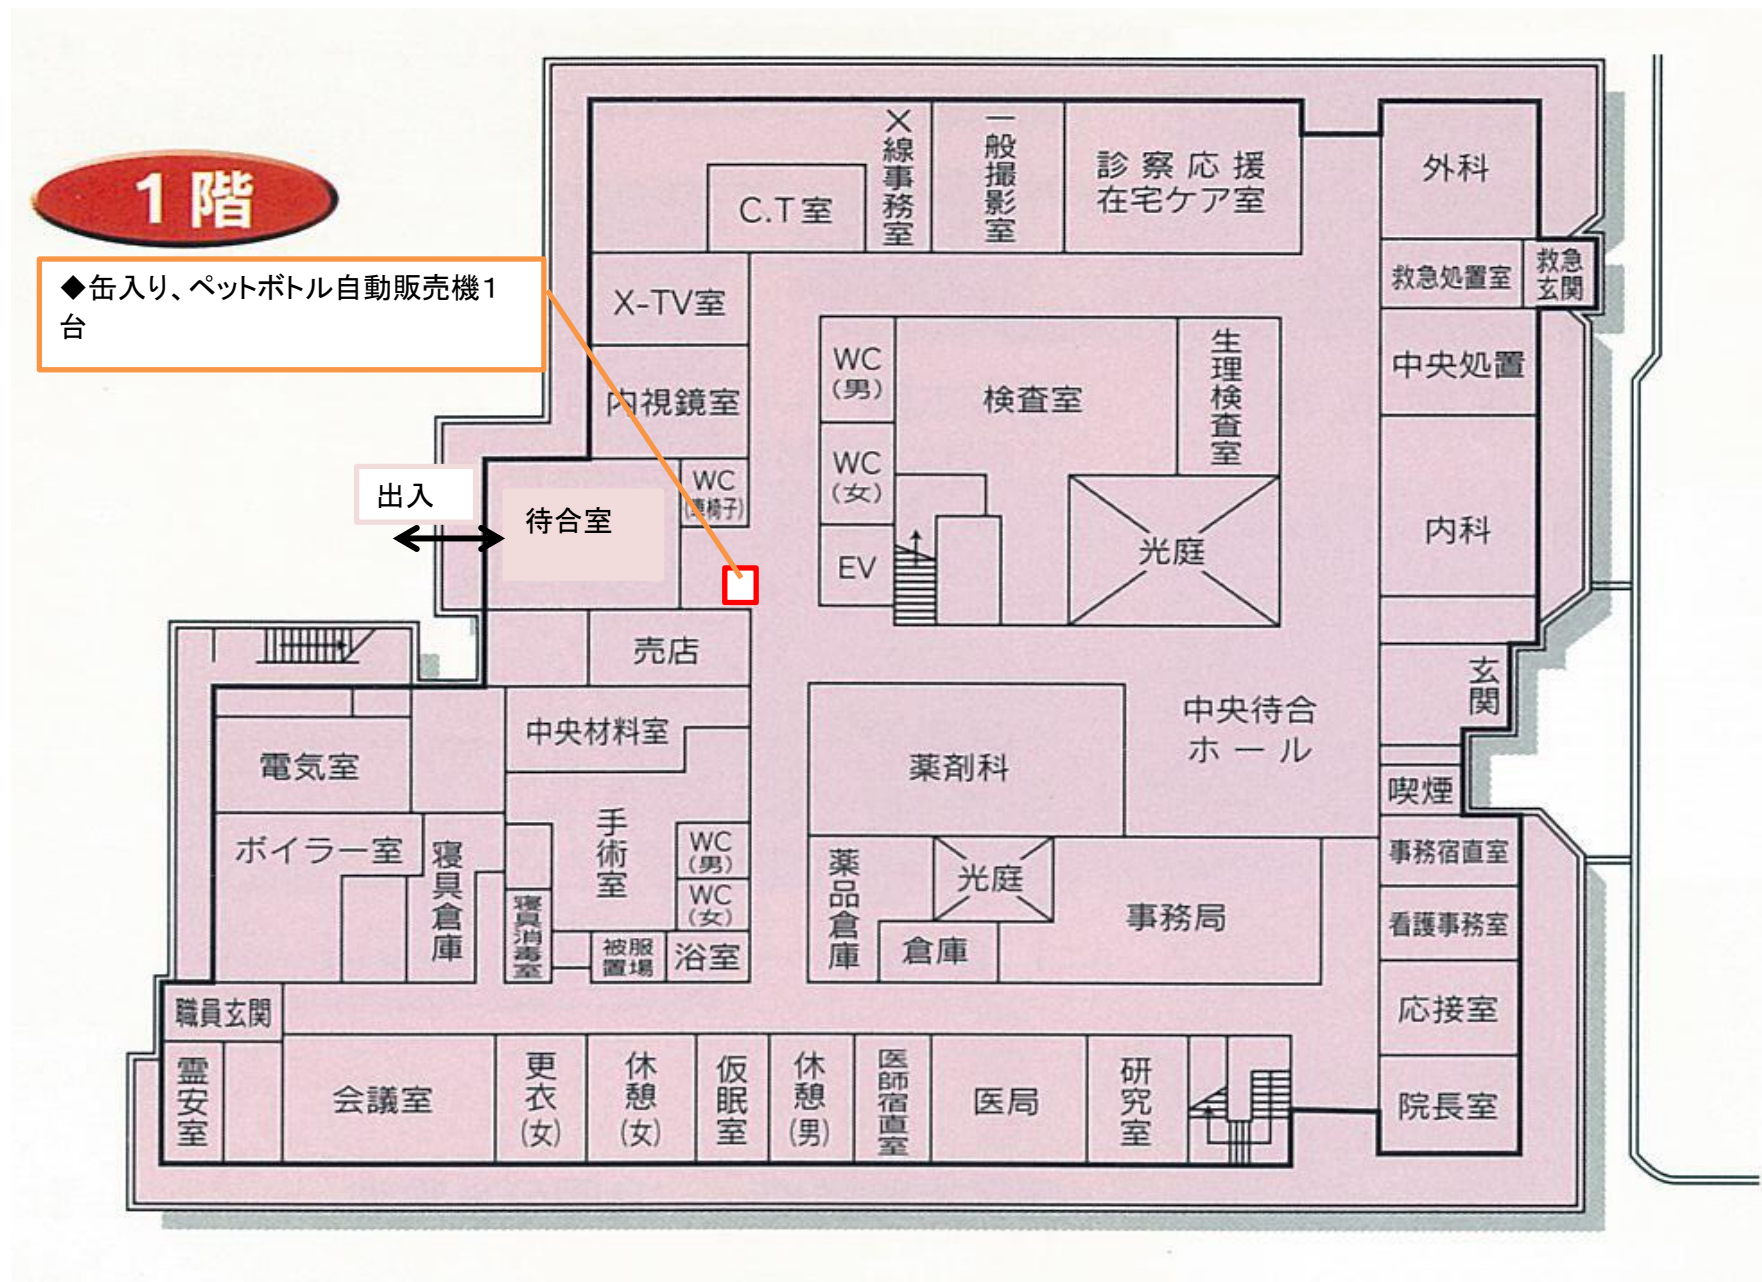 1階
◆缶入り、ペットボトル自動販売機1
台
X線事務室
一般撮影室
診察応援
在宅ケア室
外科
C.T室
救急処置室
救急
玄関
X-TV室
WC
(男)
検査室
生理検査室
中央処置
内視鏡室
WC
(女)
WC
(車椅子)
出入
待合室
内科
EV
光庭
売店
玄関
中央材料室
中央待合
ホール
電気室
薬剤科
喫煙
ボイラー室
寝具倉庫
手術室
WC
(男)
WC
(女)
薬品倉庫
光庭
事務局
事務宿直室
看護事務室
寝具消毒室
被服
置場
浴室
倉庫
職員玄関
応接室
霊安室
会議室
更衣(女)
休憩(女)
仮眠室
休憩(男)
医師宿直室
医局
研究室
院長室